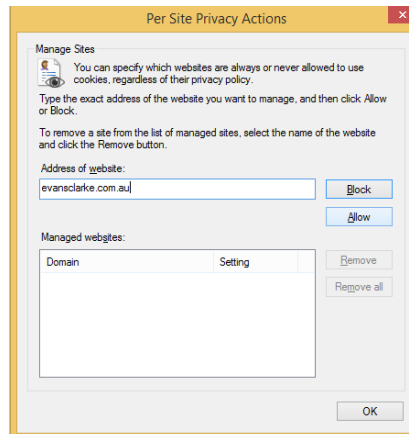 Per Site Privacy Actions
Manage Sites
You can specify which websites are always or never allowed to use
cookies, regardless of their privacy policy.
Type the exact address of the website you want to manage, and then click Allow
or Block.
To remove a site from the list of managed sites, select the name of the website
and click the Remove button.
Address of website:
evansclarke.com.au
Block
Allow
Managed websites:
Domain Setting
Remove
Remove all
OK